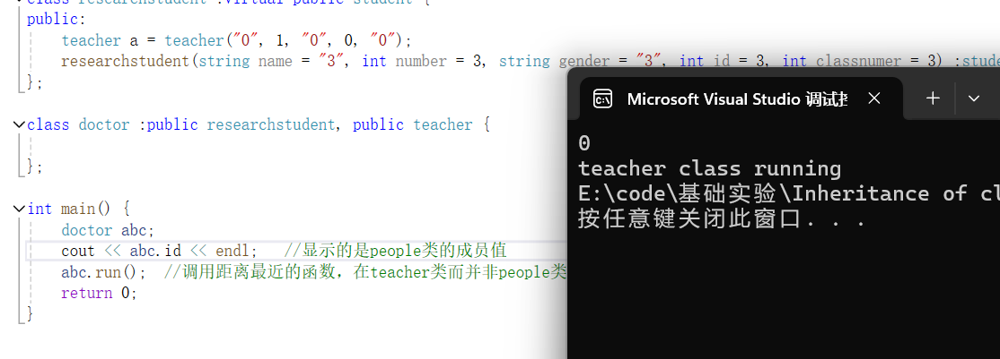 class researchstudent :virtual public student {
public:
teacher a = teacher("0", 1, "0", 0, "0");
researchstudent(string name = "3", int number = 3, string gender = "3", int id = 3, int classnumer = 3) :stude
};
class doctor :public researchstudent, public teacher {
};
int main() {
doctor abc;
cout << abc.id << endl; //显示的是people类的成员值
abc.run(); //调用距离最近的函数，在teacher类而并非people类
return 0;
}
Microsoft Visual Studio 调试
0
teacher class running
E:\code\基础实验\Inheritance of cl
按任意键关闭此窗口. . .